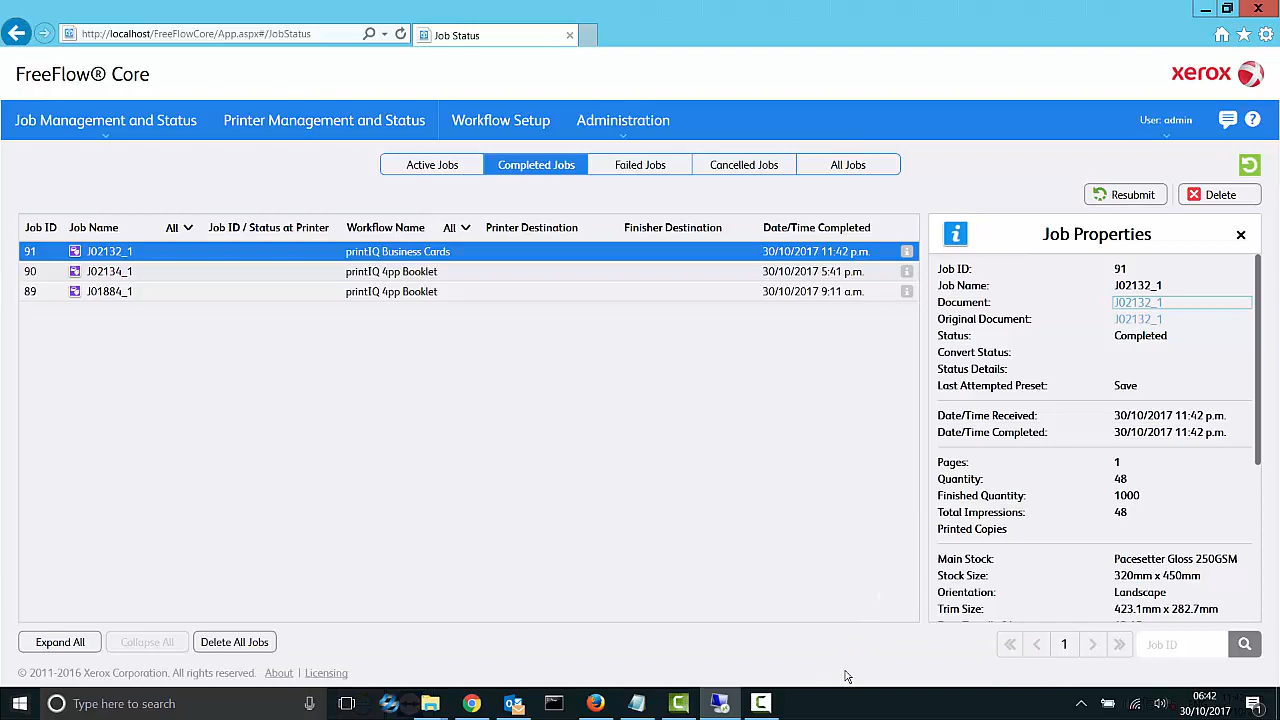 http://localhost/FreeFlowCore/App.aspx#/JobStatus
Job Status
FreeFlow® Core
xerox
Job Management and Status
Printer Management and Status
Workflow Setup
Administration
User: admin
Active Jobs
Completed Jobs
Failed Jobs
Cancelled Jobs
All Jobs
Resubmit
Delete
Job ID Job Name All Job ID / Status at Printer Workflow Name All Printer Destination Finisher Destination Date/Time Completed
91 J02132_1 printIQ Business Cards 30/10/2017 11:42 p.m.
90 J02134_1 printIQ 4pp Booklet 30/10/2017 5:41 p.m.
89 J01884_1 printIQ 4pp Booklet 30/10/2017 9:11 a.m.
Job Properties
Job ID: 91
Job Name: J02132_1
Document: J02132_1
Original Document: J02132_1
Status: Completed
Convert Status:
Status Details:
Last Attempted Preset: Save
Date/Time Received: 30/10/2017 11:42 p.m.
Date/Time Completed: 30/10/2017 11:42 p.m.
Pages: 1
Quantity: 48
Finished Quantity: 1000
Total Impressions: 48
Printed Copies
Main Stock: Pacesetter Gloss 250GSM
Stock Size: 320mm x 450mm
Orientation: Landscape
Trim Size: 423.1mm x 282.7mm
Expand All
Collapse All
Delete All Jobs
1
Job ID
© 2011-2016 Xerox Corporation. All rights reserved. About Licensing
Type here to search
06:42
30/10/2017